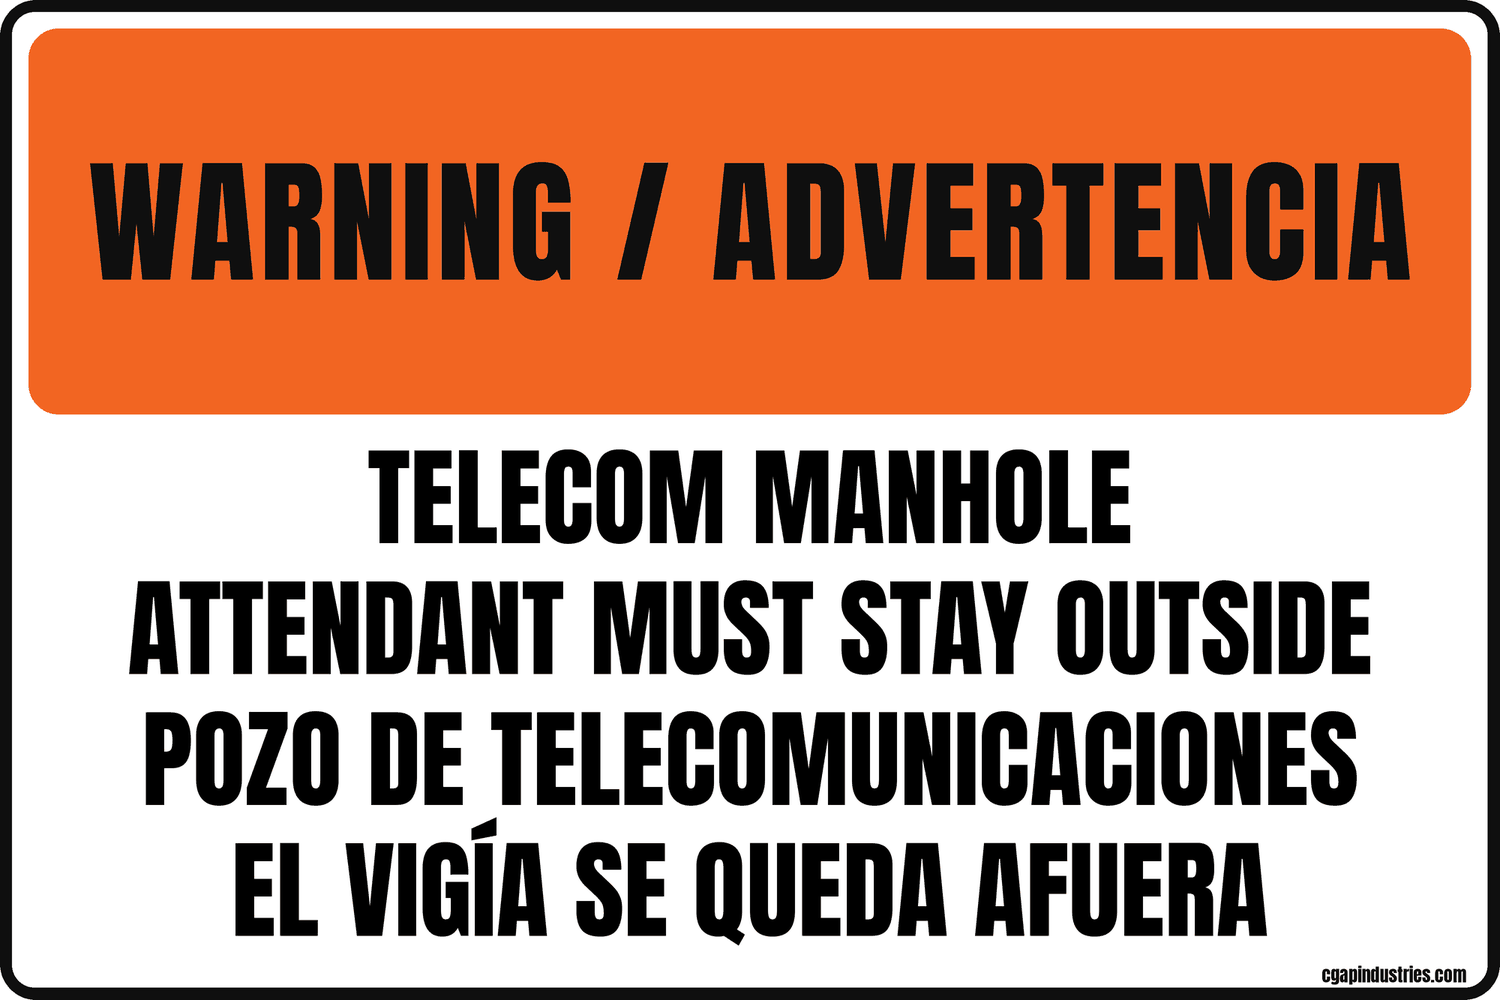 WARNING / ADVERTENCIA
TELECOM MANHOLE
ATTENDANT MUST STAY OUTSIDE
POZO DE TELECOMUNICACIONES
EL VIGÍA SE QUEDA AFUERA
cgapindustries.com